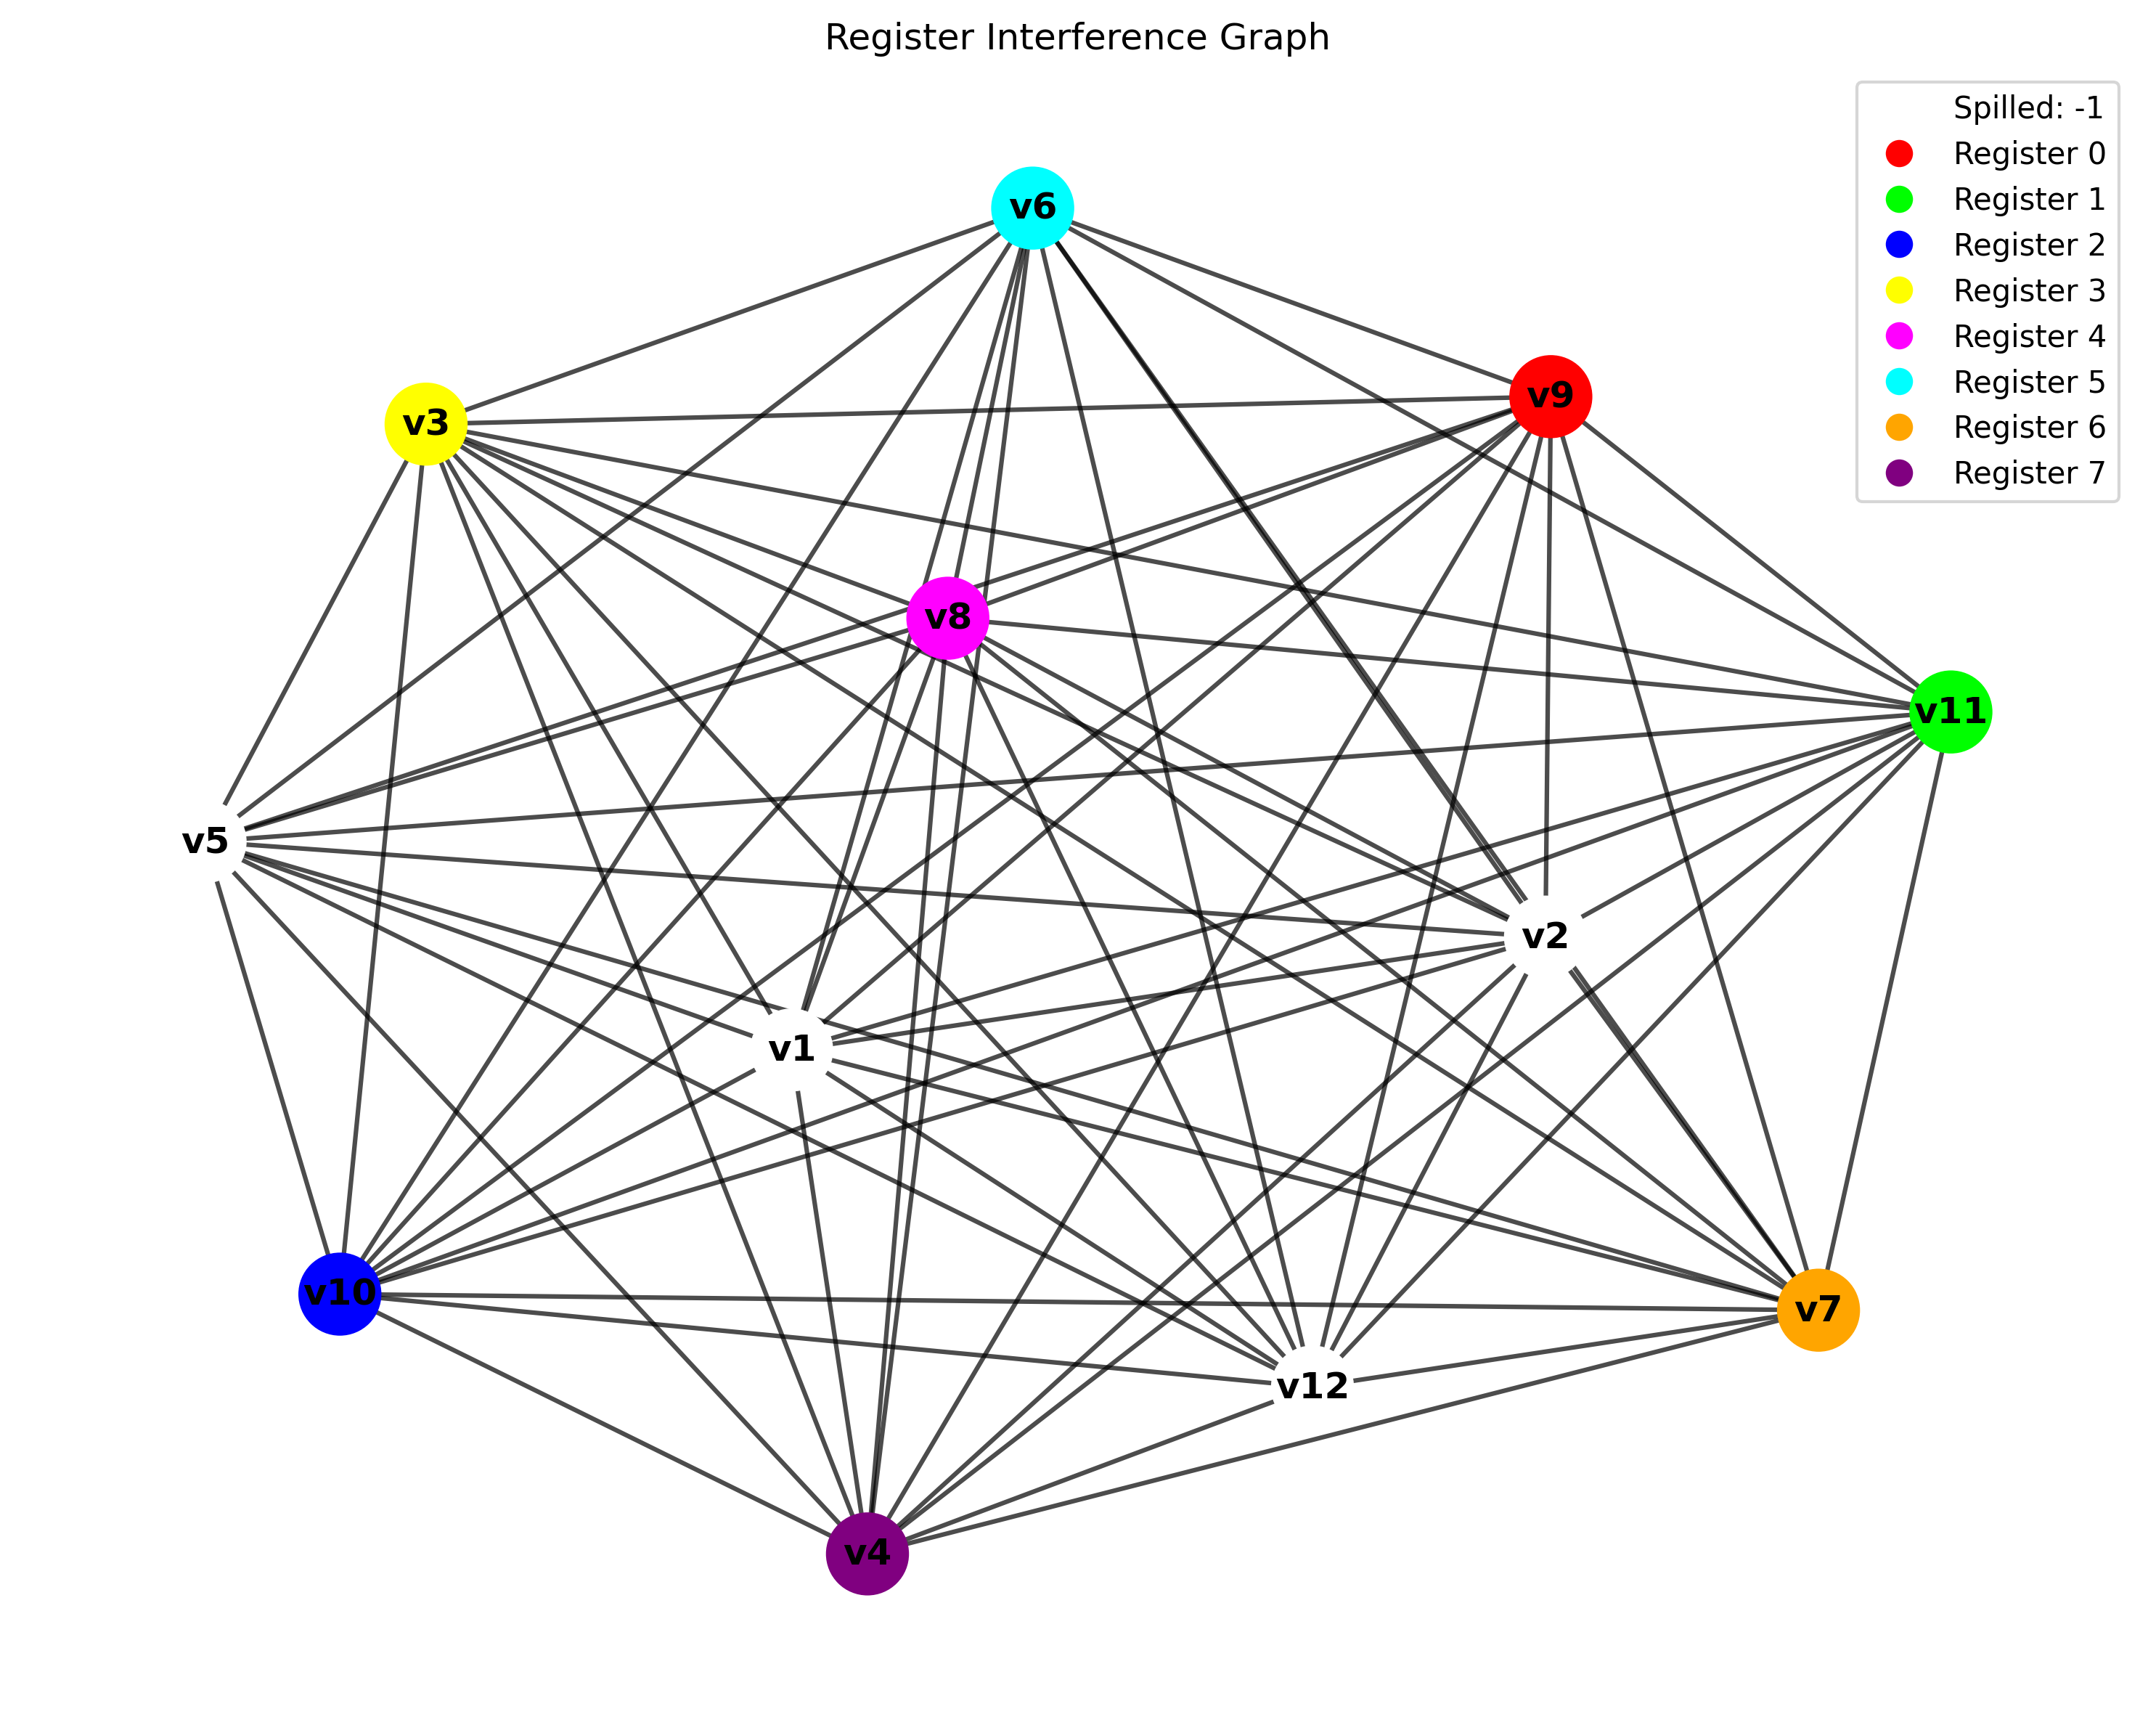 Register Interference Graph
Spilled: -1
Register 0
Register 1
Register 2
Register 3
Register 4
Register 5
Register 6
Register 7
v6
v9
v3
v8
v11
v5
v2
v1
v10
v7
v12
v4